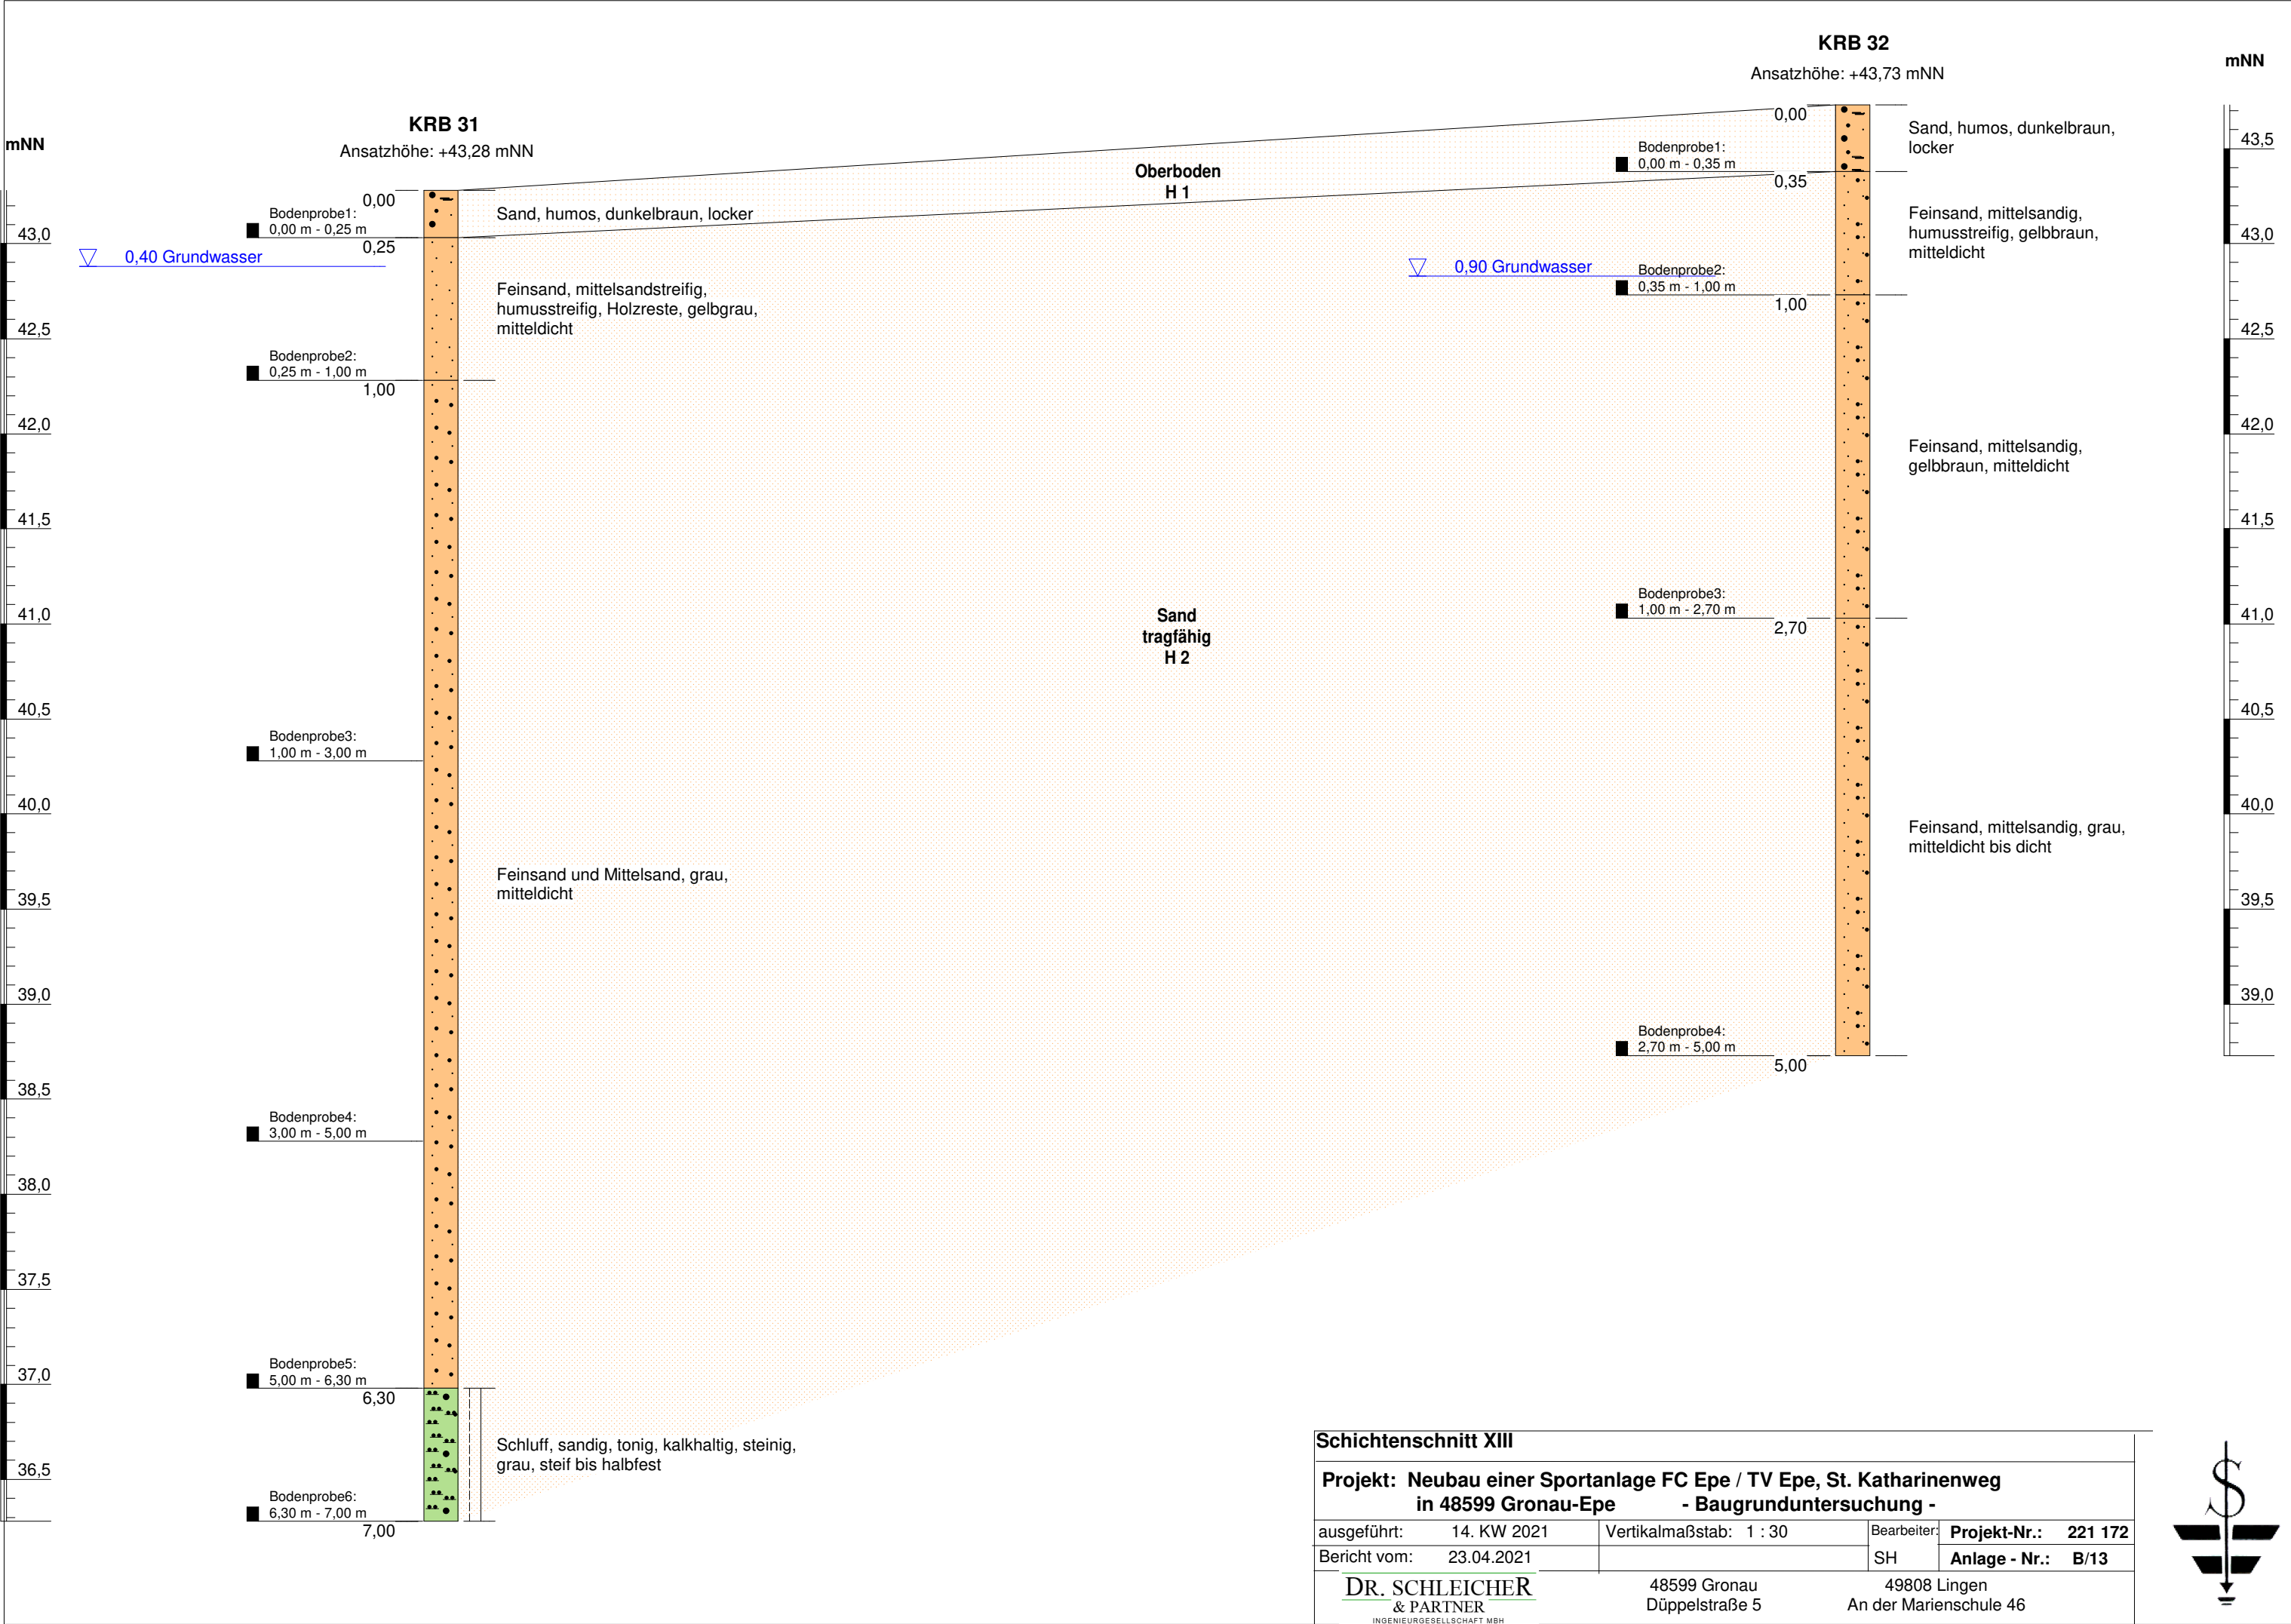 KRB 32
Ansatzhöhe: +43,73 mNN
mNN
KRB 31
Ansatzhöhe: +43,28 mNN
mNN
43,0
42,5
42,0
41,5
41,0
40,5
40,0
39,5
39,0
38,5
38,0
37,5
37,0
36,5
0,40 Grundwasser
Bodenprobe1:
0,00 m - 0,25 m
Bodenprobe2:
0,25 m - 1,00 m
Bodenprobe3:
1,00 m - 3,00 m
Bodenprobe4:
3,00 m - 5,00 m
Bodenprobe5:
5,00 m - 6,30 m
Bodenprobe6:
6,30 m - 7,00 m
0,00
0,25
1,00
6,30
7,00
Sand, humos, dunkelbraun, locker
Feinsand, mittelsandstreifig,
humusstreifig, Holzreste, gelbgrau,
mitteldicht
Feinsand und Mittelsand, grau,
mitteldicht
Schluff, sandig, tonig, kalkhaltig, steinig,
grau, steif bis halbfest
Oberboden
H 1
Sand
tragfähig
H 2
0,90 Grundwasser
Bodenprobe1:
0,00 m - 0,35 m
Bodenprobe2:
0,35 m - 1,00 m
Bodenprobe3:
1,00 m - 2,70 m
Bodenprobe4:
2,70 m - 5,00 m
0,00
0,35
1,00
2,70
5,00
Sand, humos, dunkelbraun,
locker
Feinsand, mittelsandig,
humusstreifig, gelbbraun,
mitteldicht
Feinsand, mittelsandig,
gelbbraun, mitteldicht
Feinsand, mittelsandig, grau,
mitteldicht bis dicht
43,5
43,0
42,5
42,0
41,5
41,0
40,5
40,0
39,5
39,0
Schichtenschnitt XIII
Projekt: Neubau einer Sportanlage FC Epe / TV Epe, St. Katharinenweg
in 48599 Gronau-Epe - Baugrunduntersuchung -
ausgeführt: 14. KW 2021 Vertikalmaßstab: 1 : 30 Bearbeiter: Projekt-Nr.: 221 172
Bericht vom: 23.04.2021 SH Anlage - Nr.: B/13
DR. SCHLEICHER
& PARTNER
INGENIEURGESELLSCHAFT MBH
48599 Gronau
Düppelstraße 5
49808 Lingen
An der Marienschule 46